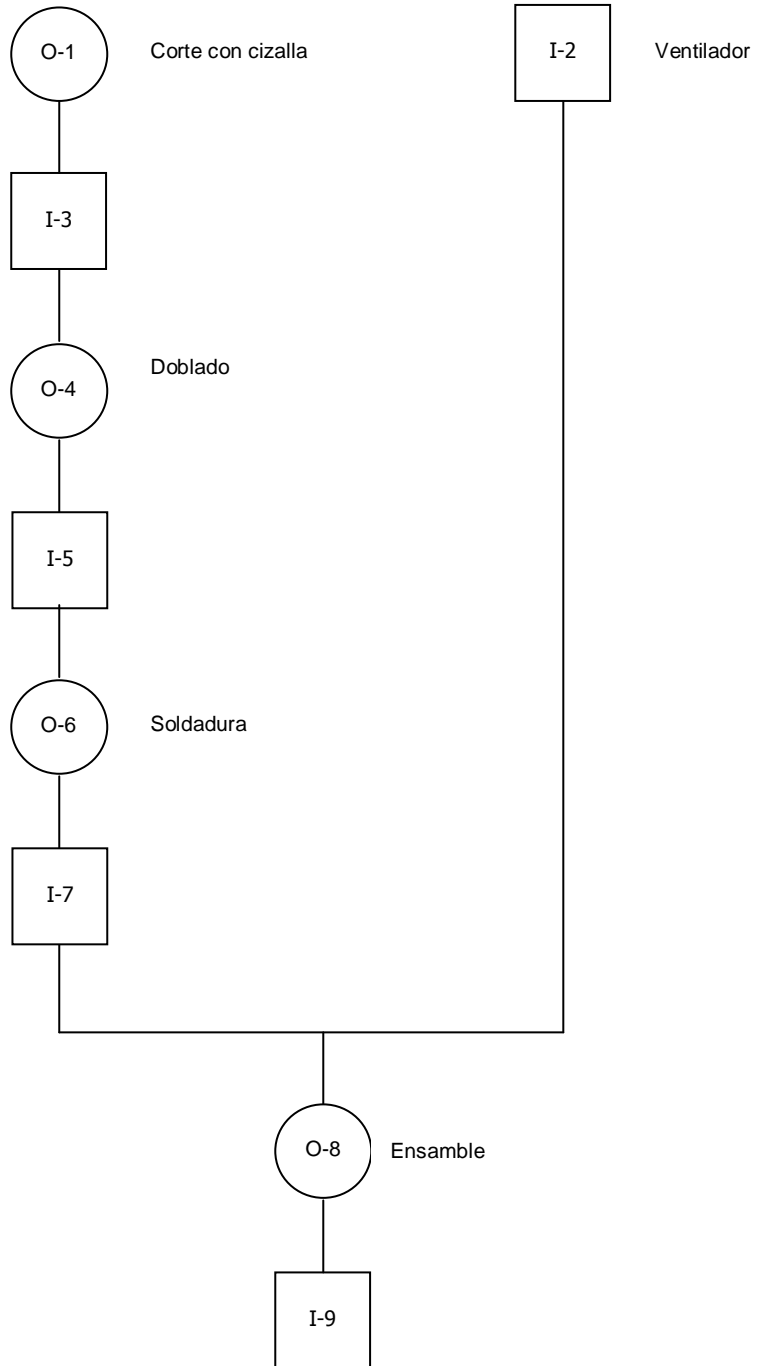 O-1 Corte con cizalla
I-2 Ventilador
I-3
O-4 Doblado
I-5
O-6 Soldadura
I-7
O-8 Ensamble
I-9